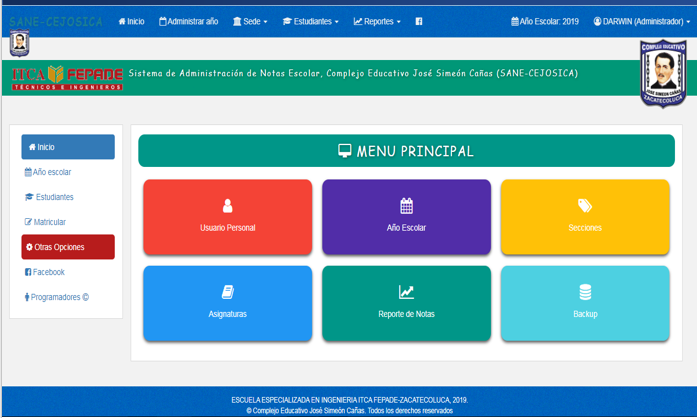 SANE-CEJOSICA
Inicio
Administrar año
Sede
Estudiantes
Reportes
Año Escolar: 2019
DARWIN (Administrador)
ITCA FEPADE
TÉCNICOS E INGENIEROS
Sistema de Administración de Notas Escolar, Complejo Educativo José Simeón Cañas (SANE-CEJOSICA)
COMPLEJO EDUCATIVO
JOSE SIMEON CAÑAS
ZACATECOLUCA
Inicio
Año escolar
Estudiantes
Matricular
Otras Opciones
Facebook
Programadores ©
MENU PRINCIPAL
Usuario Personal
Año Escolar
Secciones
Asignaturas
Reporte de Notas
Backup
ESCUELA ESPECIALIZADA EN INGENIERIA ITCA FEPADE-ZACATECOLUCA, 2019.
© Complejo Educativo José Simeón Cañas. Todos los derechos reservados